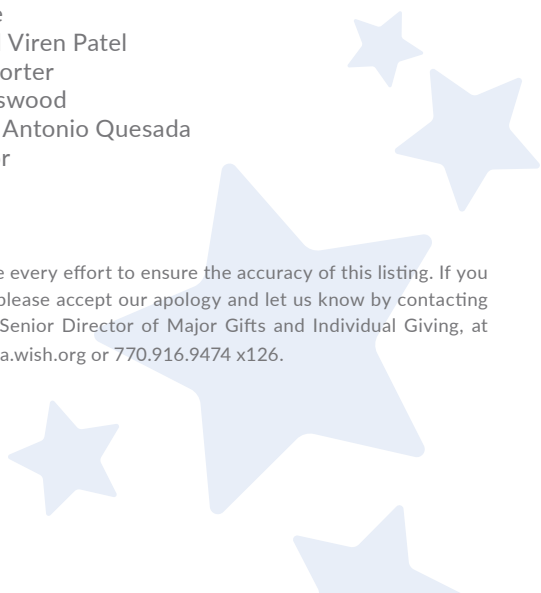 e
Viren Patel
orter
swood
Antonio Quesada
r
e every effort to ensure the accuracy of this listing. If you
please accept our apology and let us know by contacting
Senior Director of Major Gifts and Individual Giving, at
a.wish.org or 770.916.9474 x126.